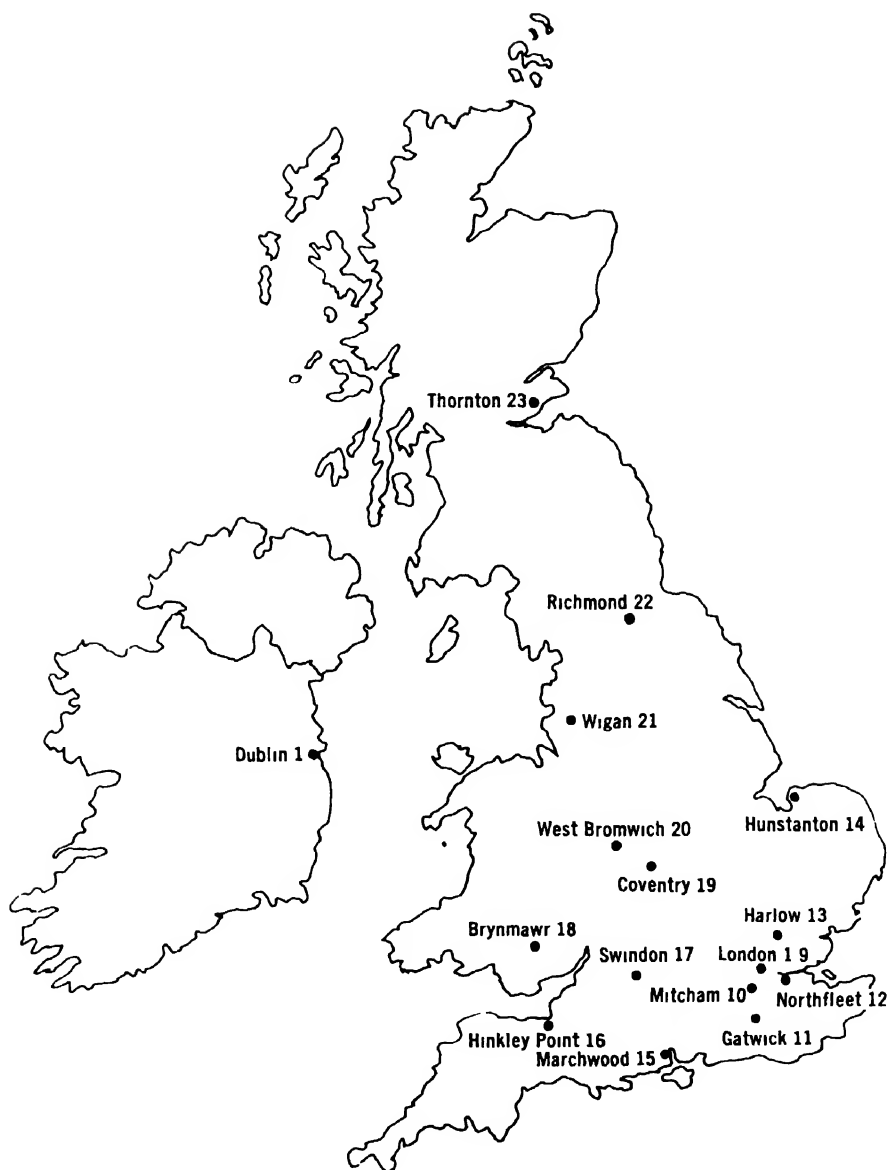 Thornton 23
Richmond 22
Wigan 21
Dublin 1
Hunstanton 14
West Bromwich 20
Coventry 19
Harlow 13
Brynmawr 18
Swindon 17
London 1 9
Mitcham 10
Northfleet 12
Hinkley Point 16
Gatwick 11
Marchwood 15